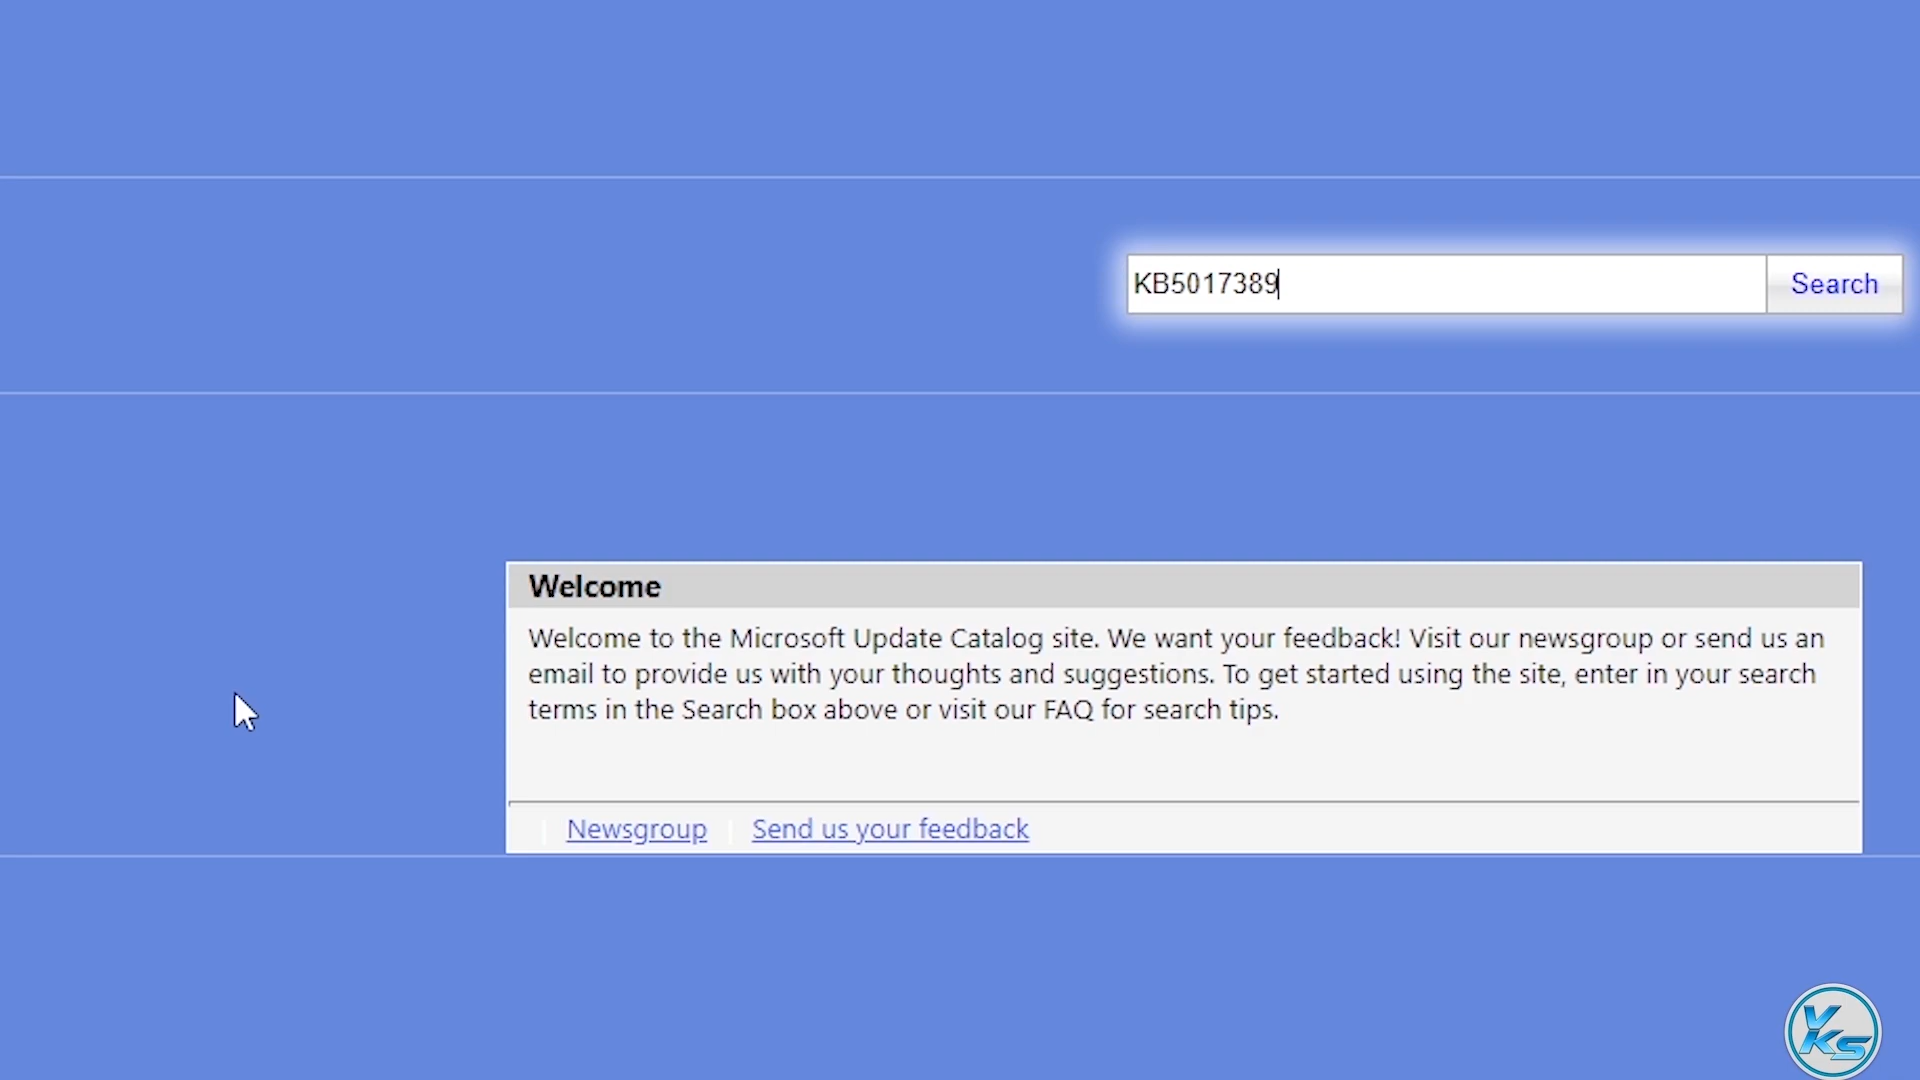 KB5017389
Search
Welcome
Welcome to the Microsoft Update Catalog site. We want your feedback! Visit our newsgroup or send us an
email to provide us with your thoughts and suggestions. To get started using the site, enter in your search
terms in the Search box above or visit our FAQ for search tips.
Newsgroup
Send us your feedback
VKS